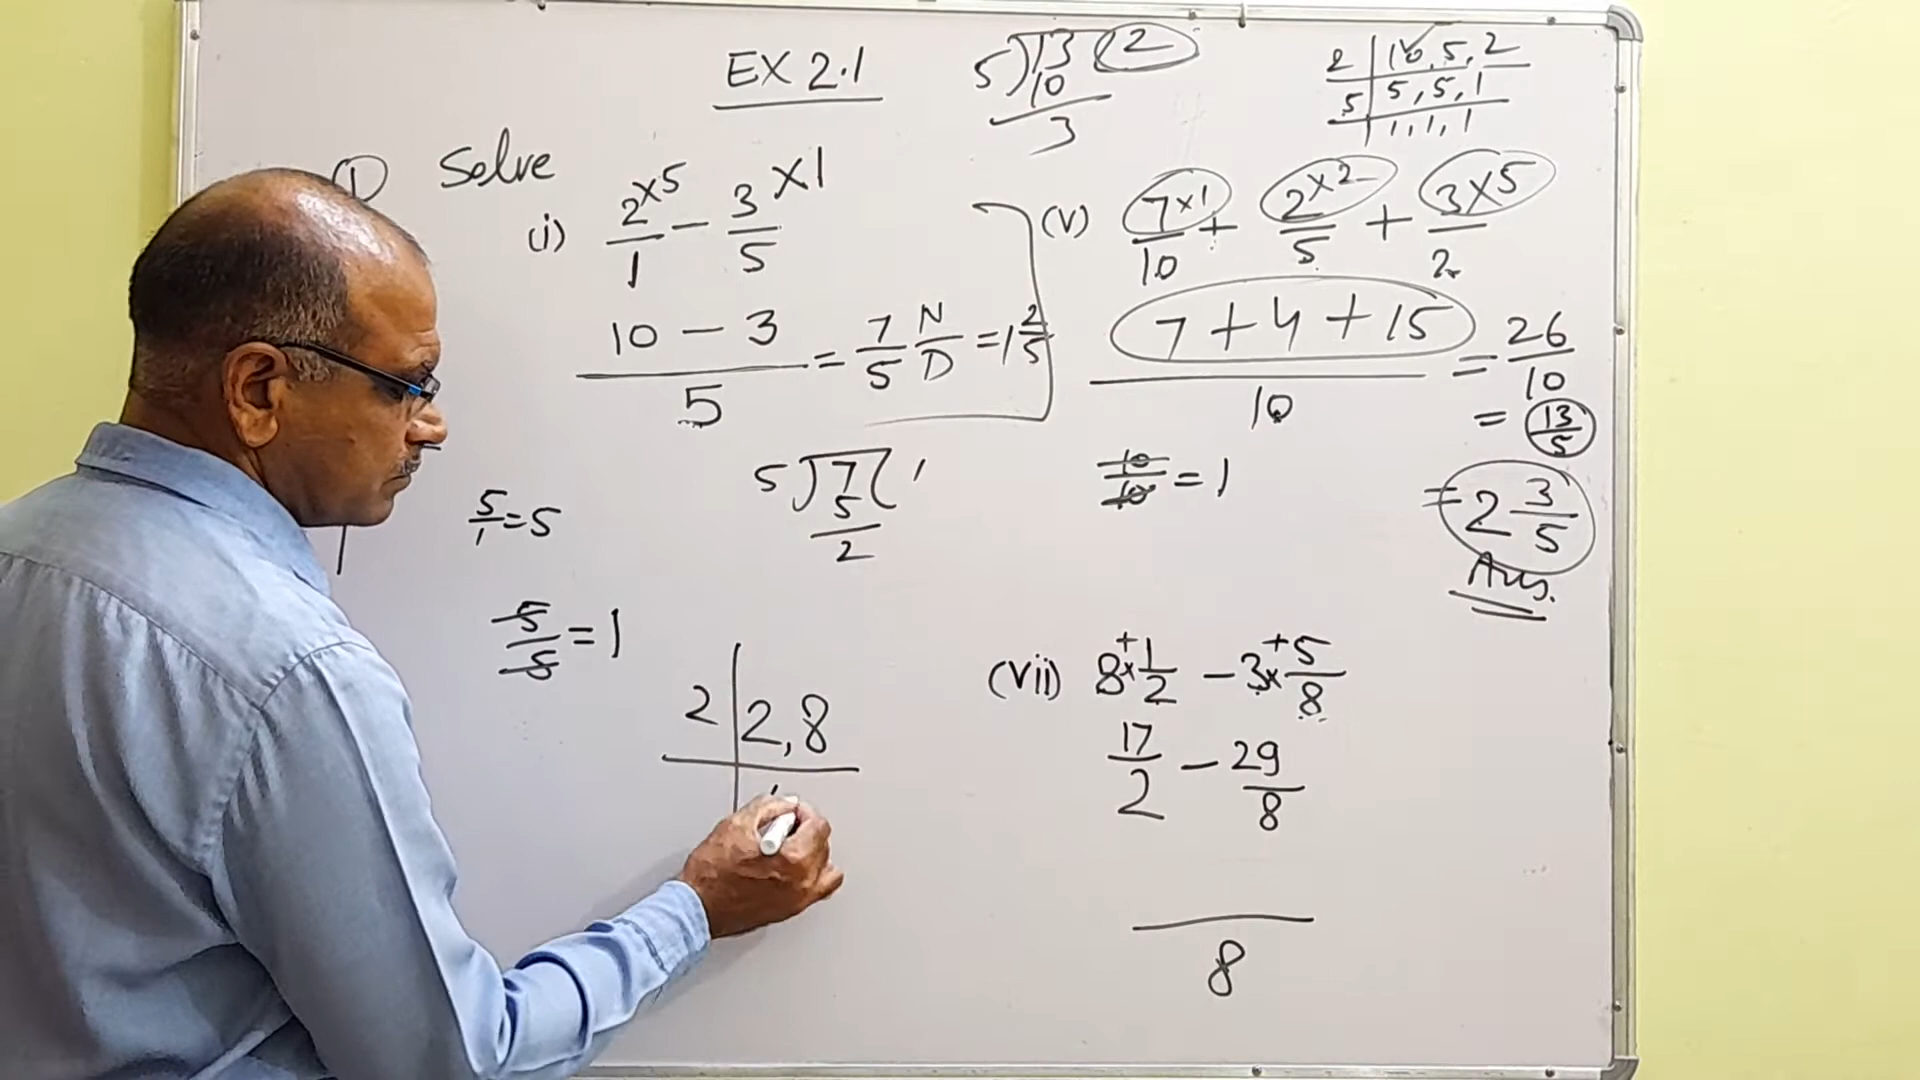 EX 2.1
5)13(2
10
3
2 | 10, 5, 2
5 | 5, 5, 1
1, 1, 1
① Solve
(i) 2×5/1 - 3×1/5
10 - 3/5 = 7/5 N/D = 1 2/5
5)7(1
5
2
5/1 = 5
5/5 = 1
(v) 7×1/10 + 2×2/5 + 3×5/2
7 + 4 + 15/10 = 26/10
= 13/5
10/10 = 1
= 2 3/5
Ans.
2 | 2, 8
1
(vii) 8 +× 1/2 - 3 +× 5/8
17/2 - 29/8
8